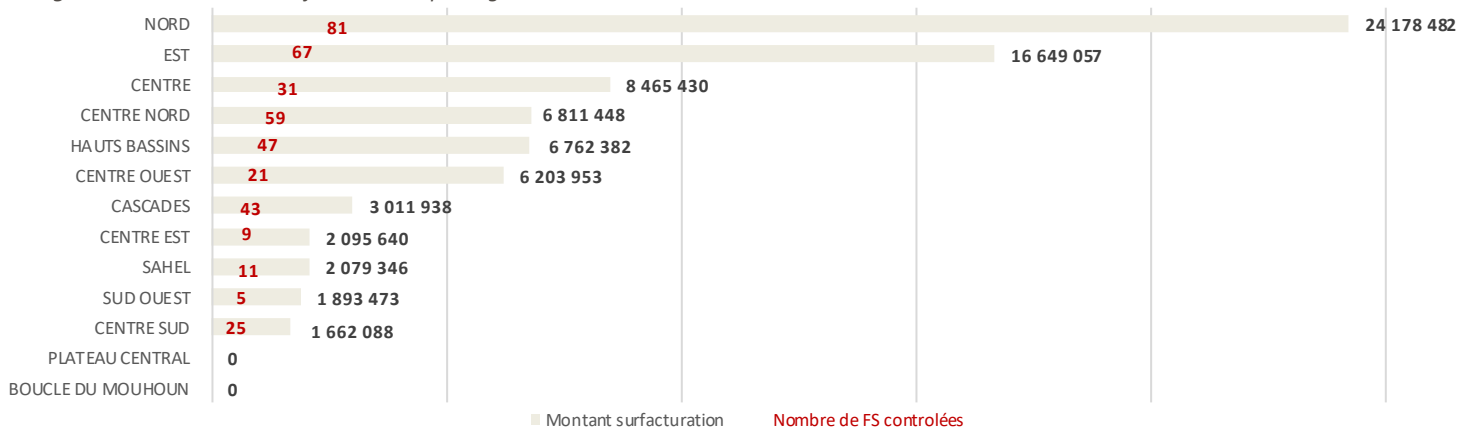 NORD 81 24 178 482
EST 67 16 649 057
CENTRE 31 8 465 430
CENTRE NORD 59 6 811 448
HAUTS BASSINS 47 6 762 382
CENTRE OUEST 21 6 203 953
CASCADES 43 3 011 938
CENTRE EST 9 2 095 640
SAHEL 11 2 079 346
SUD OUEST 5 1 893 473
CENTRE SUD 25 1 662 088
PLATEAU CENTRAL 0
BOUCLE DU MOUHOUN 0
Montant surfacturation Nombre de FS controlées